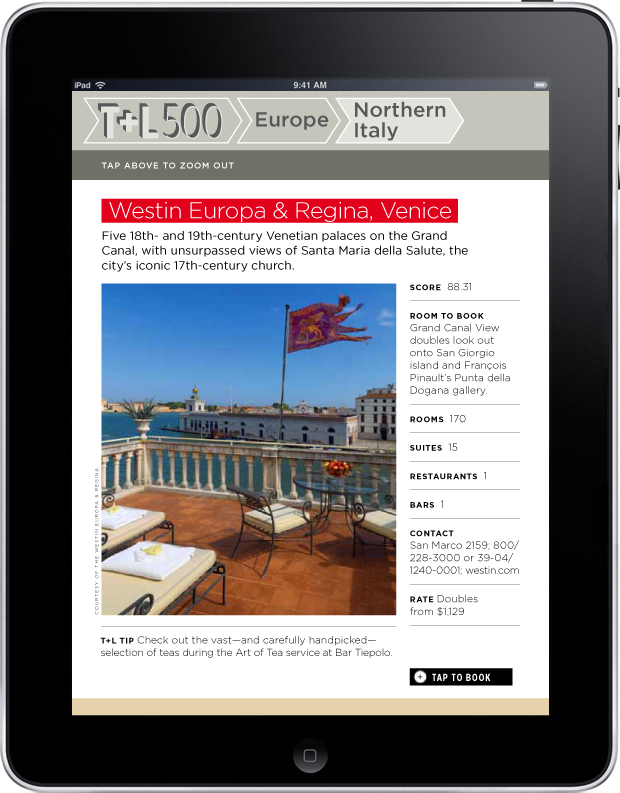 iPad
9:41 AM
T+L 500
Europe
Northern
Italy
TAP ABOVE TO ZOOM OUT
Westin Europa & Regina, Venice
Five 18th- and 19th-century Venetian palaces on the Grand
Canal, with unsurpassed views of Santa Maria della Salute, the
city's iconic 17th-century church.
COURTESY OF THE WESTIN EUROPA & REGINA
SCORE 88.31
ROOM TO BOOK
Grand Canal View
doubles look out
onto San Giorgio
island and François
Pinault's Punta della
Dogana gallery.
ROOMS 170
SUITES 15
RESTAURANTS 1
BARS 1
CONTACT
San Marco 2159; 800/
228-3000 or 39-04/
1240-0001; westin.com
RATE Doubles
from $1,129
T+L TIP Check out the vast—and carefully handpicked—
selection of teas during the Art of Tea service at Bar Tiepolo.
+ TAP TO BOOK